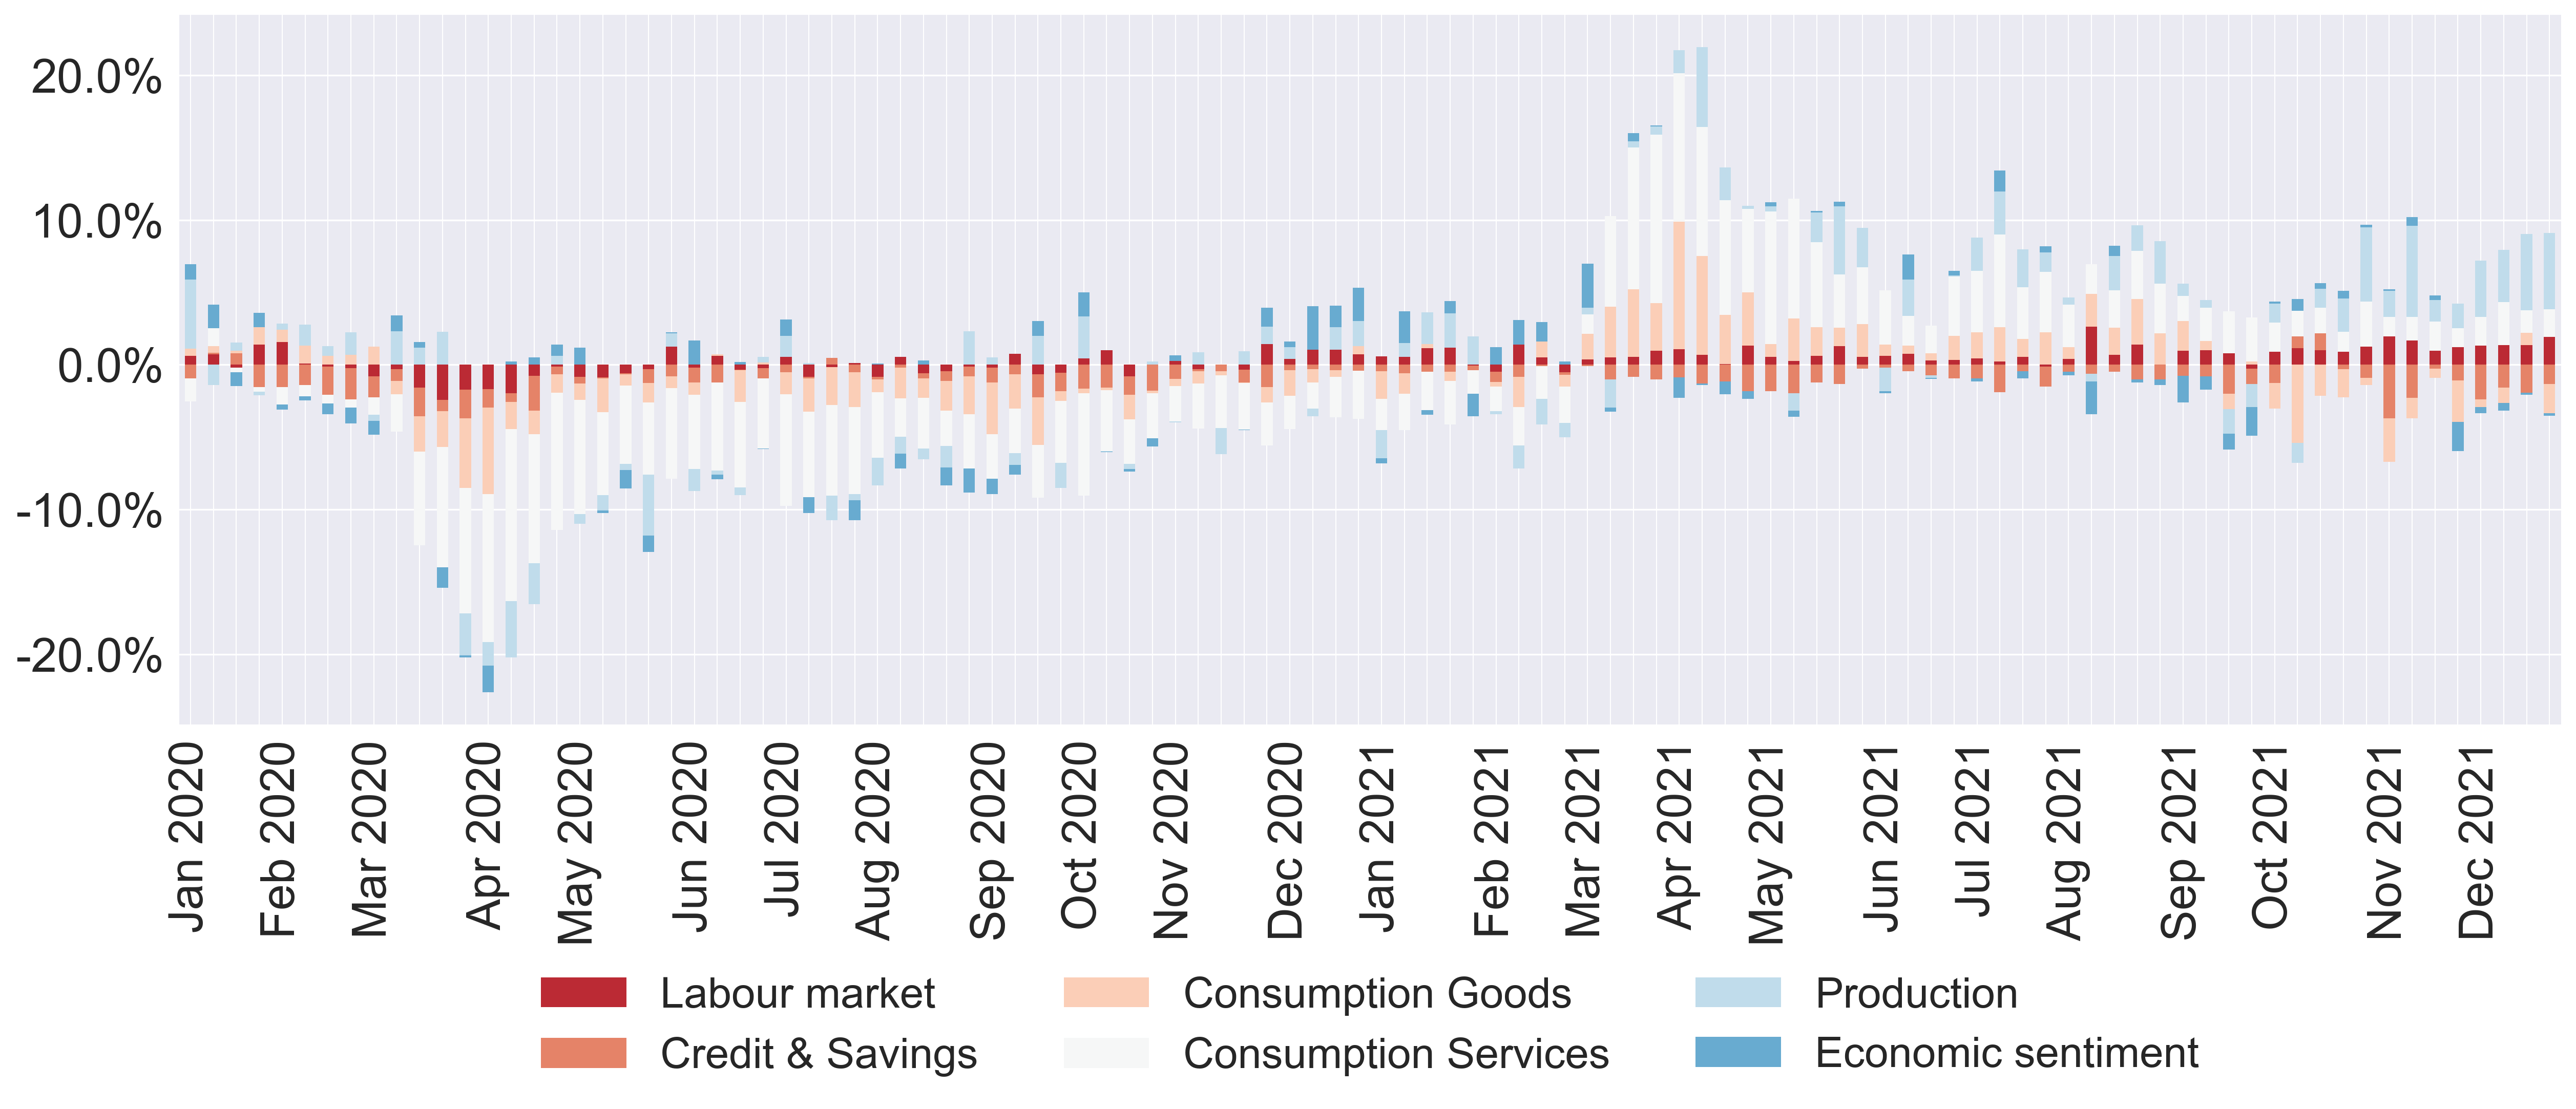 20.0%
10.0%
0.0%
-10.0%
-20.0%
Jan 2020
Feb 2020
Mar 2020
Apr 2020
May 2020
Jun 2020
Jul 2020
Aug 2020
Sep 2020
Oct 2020
Nov 2020
Dec 2020
Jan 2021
Feb 2021
Mar 2021
Apr 2021
May 2021
Jun 2021
Jul 2021
Aug 2021
Sep 2021
Oct 2021
Nov 2021
Dec 2021
Labour market
Consumption Goods
Production
Credit & Savings
Consumption Services
Economic sentiment